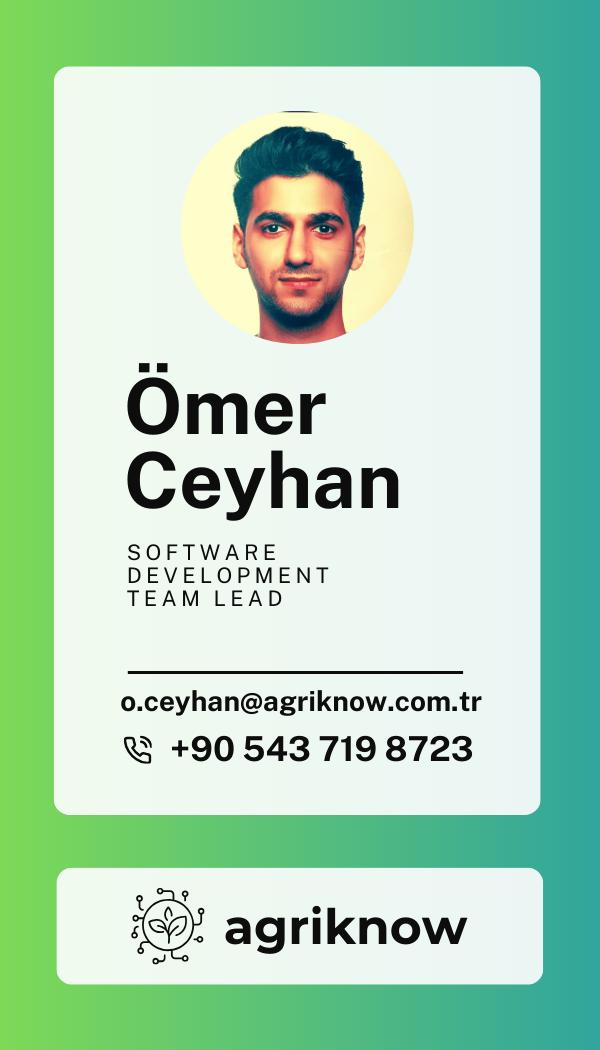 Ömer
Ceyhan
SOFTWARE
DEVELOPMENT
TEAM LEAD
o.ceyhan@agriknow.com.tr
+90 543 719 8723
agriknow